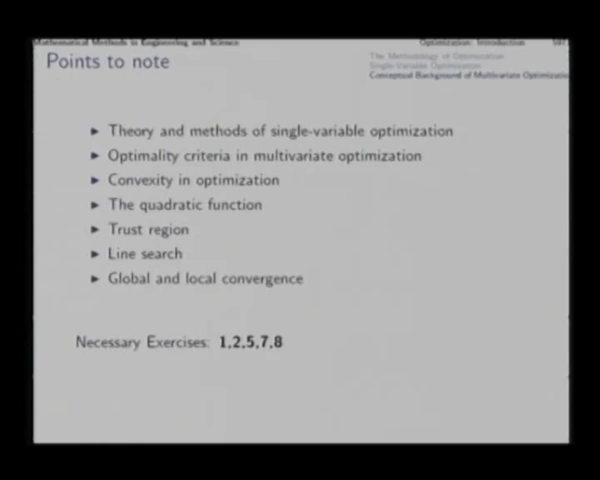 Mathematical Methods in Engineering and Science
Optimization: Introduction
Points to note
The Methodology of Optimization
Single-Variable Optimization
Conceptual Background of Multivariate Optimizatio
► Theory and methods of single-variable optimization
► Optimality criteria in multivariate optimization
► Convexity in optimization
► The quadratic function
► Trust region
► Line search
► Global and local convergence
Necessary Exercises: 1,2,5,7,8